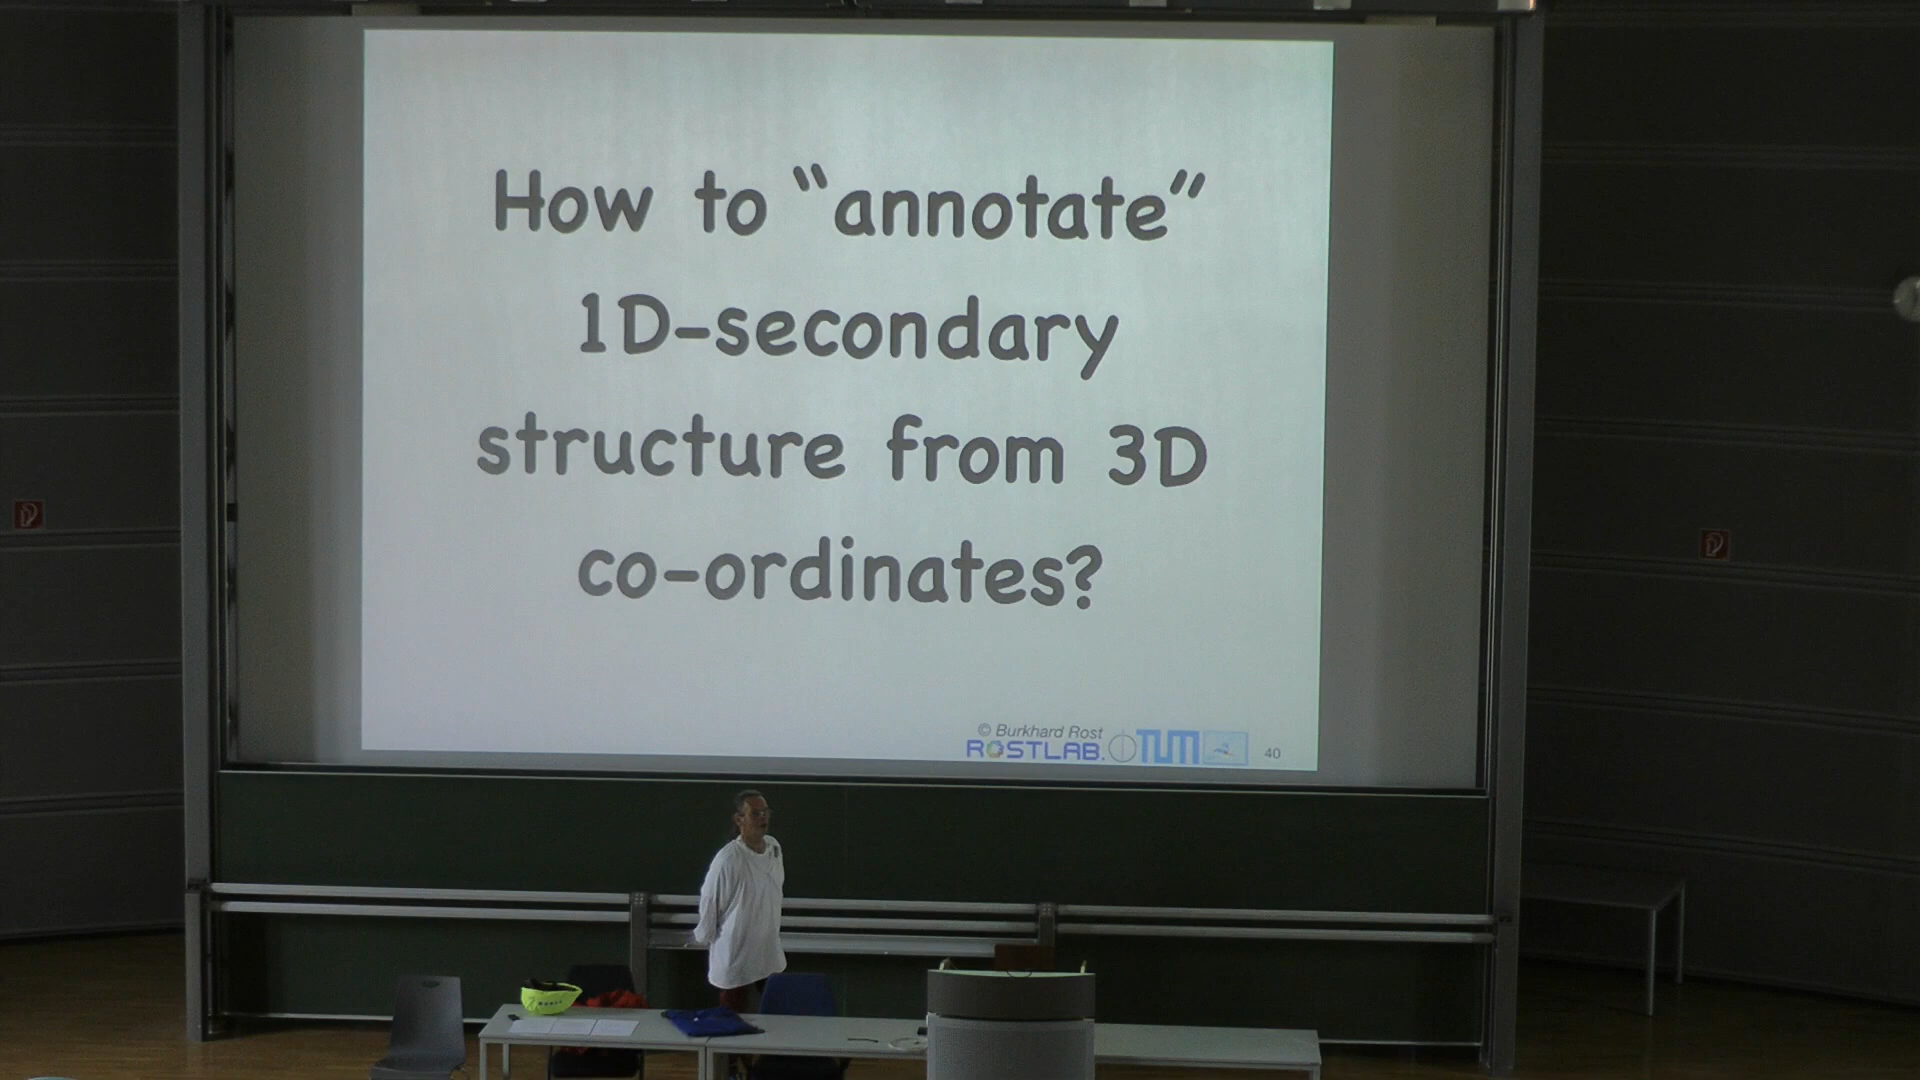 How to “annotate”
1D-secondary
structure from 3D
co-ordinates?
© Burkhard Rost
ROSTLAB.
TUM
40